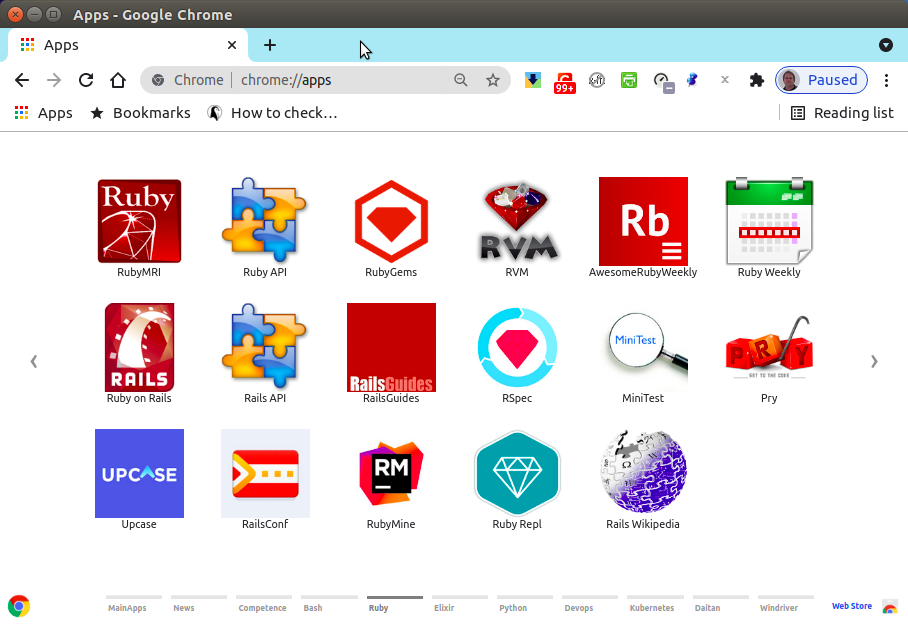 Apps - Google Chrome
Apps
Chrome chrome://apps 99+ Paused
Apps Bookmarks How to check… Reading list
Ruby Rb
RubyMRI Ruby API RubyGems RVM AwesomeRubyWeekly Ruby Weekly
RAILS RailsGuides MiniTest PRY
GET TO THE CORE
Ruby on Rails Rails API RailsGuides RSpec MiniTest Pry
UPCASE RM
Upcase RailsConf RubyMine Ruby Repl Rails Wikipedia
MainApps News Competence Bash Ruby Elixir Python Devops Kubernetes Daitan Windriver Web Store